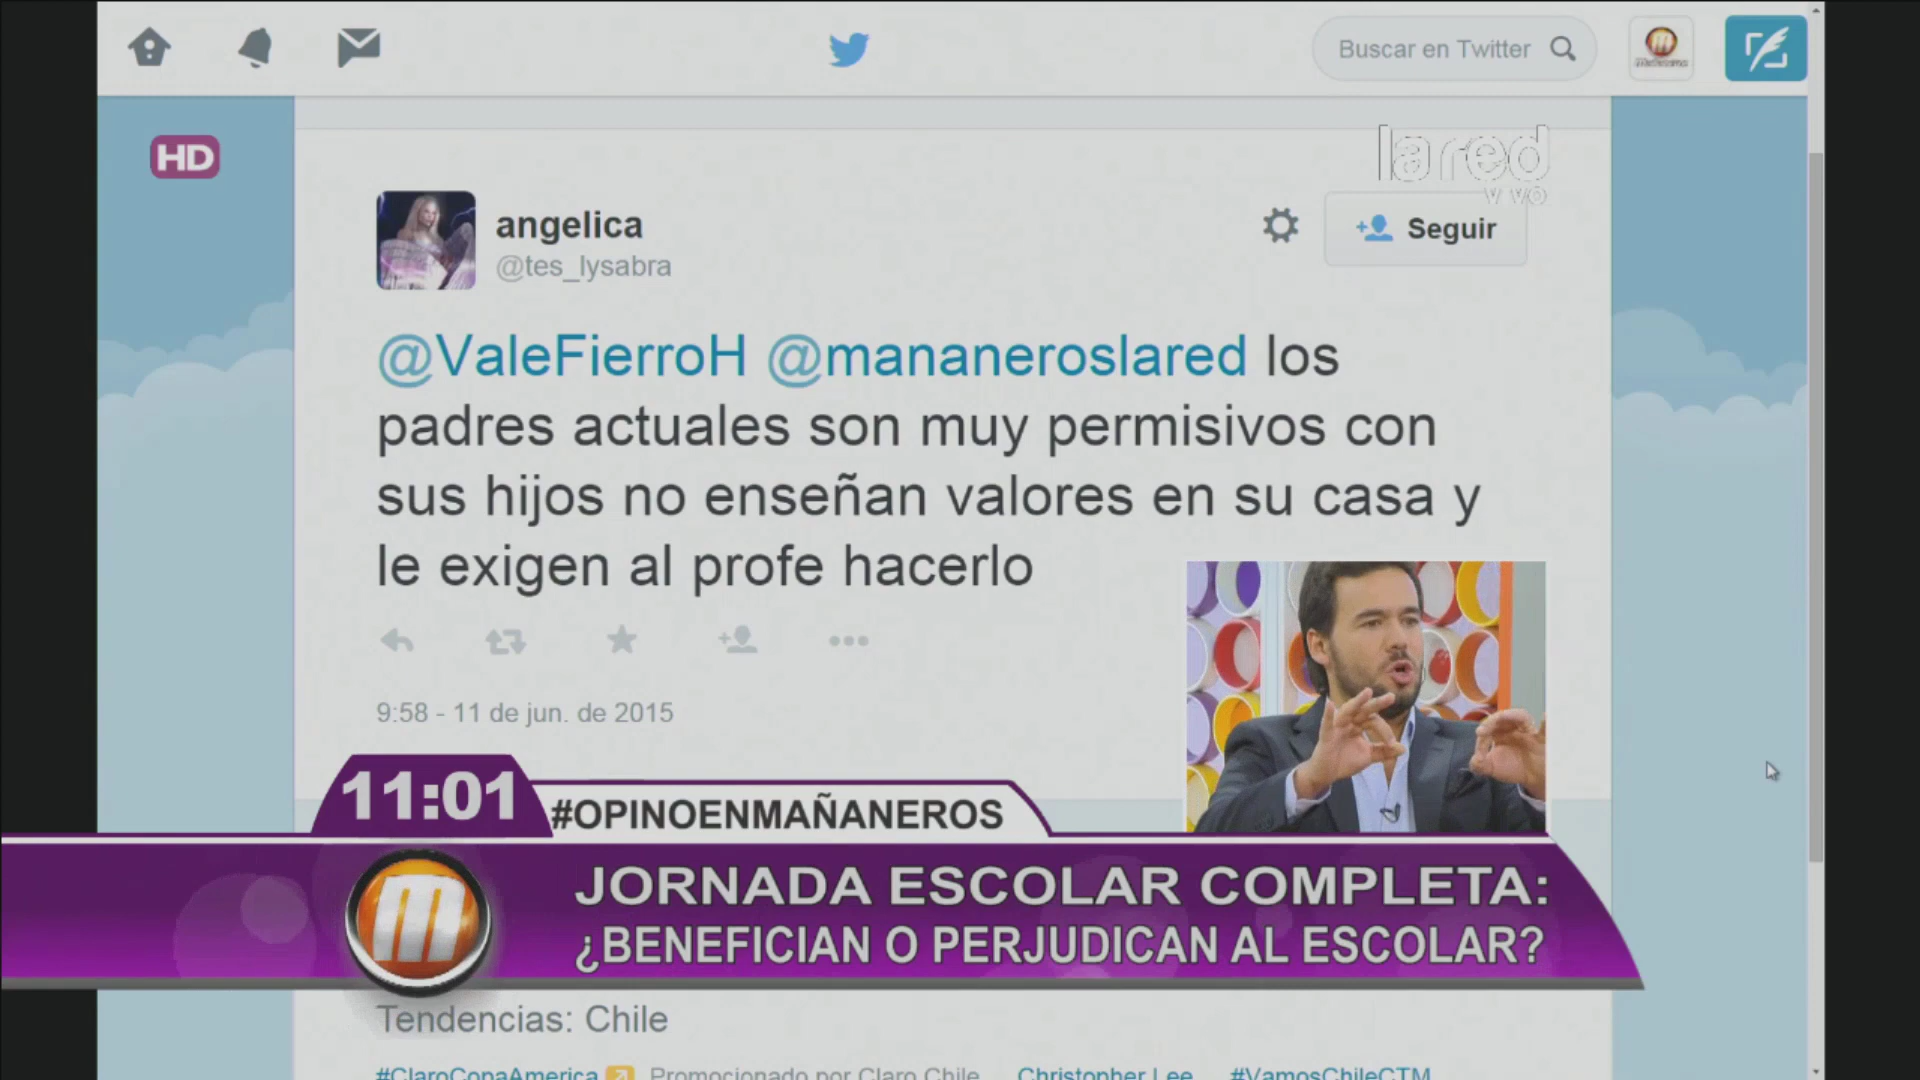 Buscar en Twitter
HD
lared
vivo
angelica
@tes_lysabra
Seguir
@ValeFierroH @mananeroslared los
padres actuales son muy permisivos con
sus hijos no enseñan valores en su casa y
le exigen al profe hacerlo
9:58 - 11 de jun. de 2015
11:01
#OPINOENMAÑANEROS
JORNADA ESCOLAR COMPLETA:
¿BENEFICIAN O PERJUDICAN AL ESCOLAR?
Tendencias: Chile
#ClaroCopaAmerica Promocionado por Claro Chile Christopher Lee #VamosChileCTM